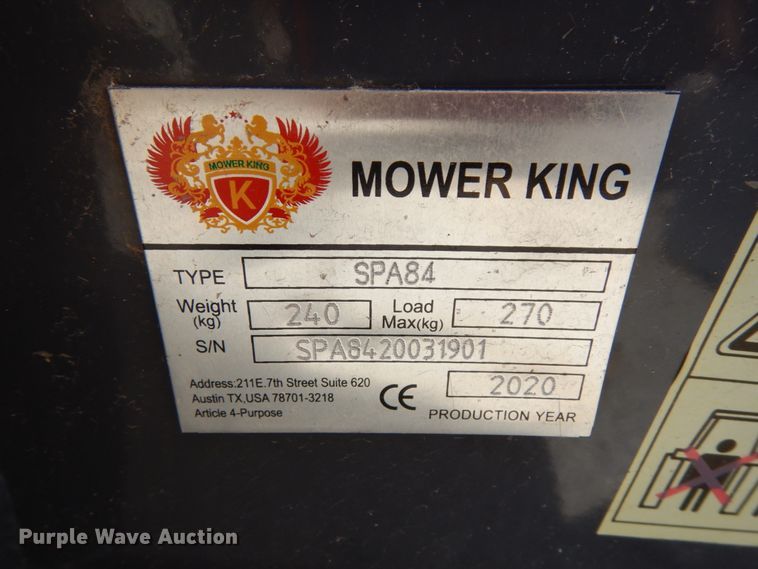 MOWER KING
K
MOWER KING
TYPE SPA84
Weight (kg) 240 Load Max(kg) 270
S/N SPA8420031901
Address:211E.7th Street Suite 620
Austin TX,USA 78701-3218
Article 4-Purpose
CE
2020
PRODUCTION YEAR
Purple Wave Auction